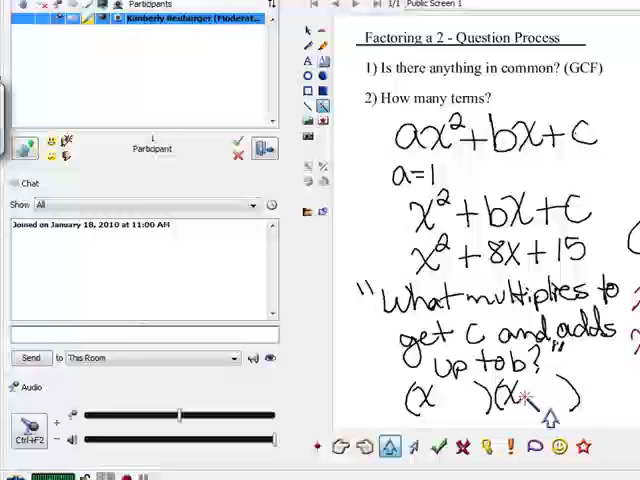 Participants
1/1 Public Screen 1
Kimberly Neuburger (Moderat...
1
Participant
Chat
Show All
Joined on January 18, 2010 at 11:00 AM
Send to This Room
Audio
Ctrl+F2
Factoring a 2 - Question Process
1) Is there anything in common? (GCF)
2) How many terms?
ax²+bx+c
a=1
x²+bx+c
x²+8x+15
"What multiplies to
get c and adds
up to b?"
(x )(x )